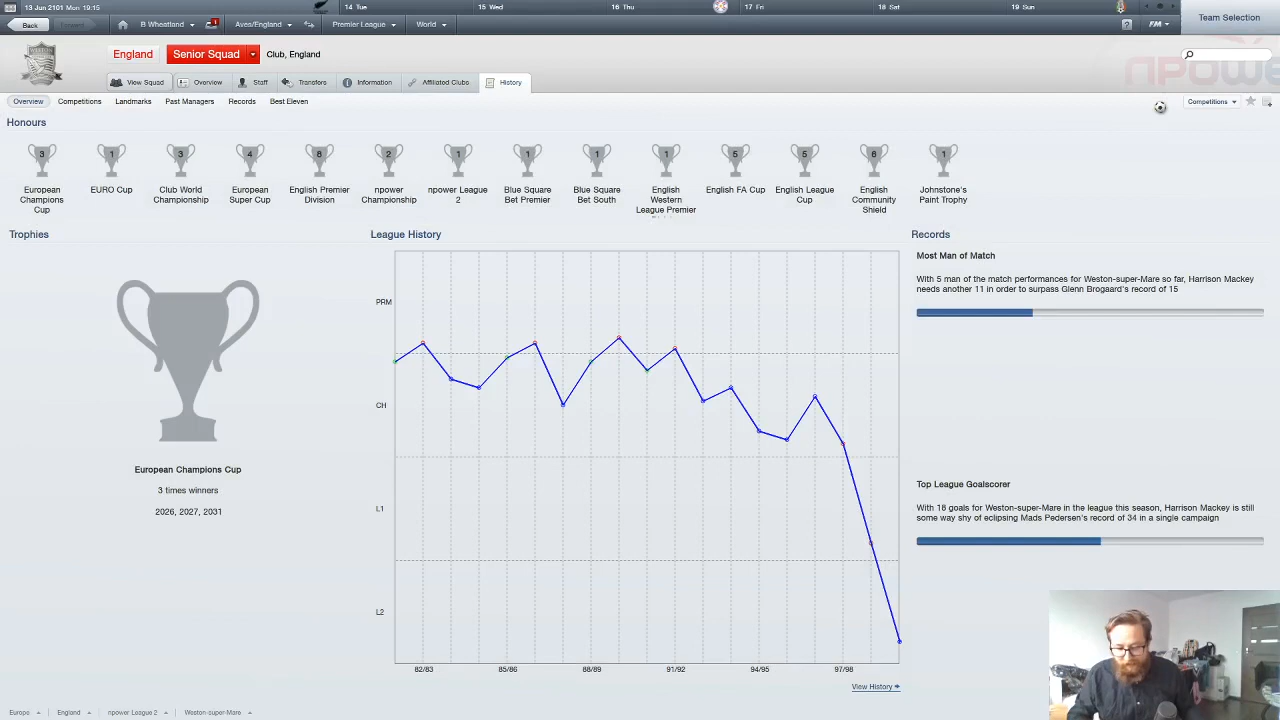 13 Jun 2101 Mon 19:15
14 Tue
15 Wed
16 Thu
17 Fri
18 Sat
19 Sun
Team Selection
Back
Forward
B Wheatland
1
Aves/England
Premier League
World
?
FM
England
Senior Squad
Club, England
View Squad
Overview
Staff
Transfers
Information
Affiliated Clubs
History
Overview
Competitions
Landmarks
Past Managers
Records
Best Eleven
Competitions
Honours
3
1
3
4
6
2
1
1
1
1
5
5
6
1
European Champions Cup
EURO Cup
Club World Championship
European Super Cup
English Premier Division
npower Championship
npower League 2
Blue Square Bet Premier
Blue Square Bet South
English Western League Premier
English FA Cup
English League Cup
English Community Shield
Johnstone's Paint Trophy
Trophies
European Champions Cup
3 times winners
2026, 2027, 2031
League History
PRM
CH
L1
L2
82/83
85/86
88/89
91/92
94/95
97/98
View History
Records
Most Man of Match
With 5 man of the match performances for Weston-super-Mare so far, Harrison Mackey
needs another 11 in order to surpass Glenn Brogaard's record of 15
Top League Goalscorer
With 18 goals for Weston-super-Mare in the league this season, Harrison Mackey is still
some way shy of eclipsing Mads Pedersen's record of 34 in a single campaign
Europe
England
npower League 2
Weston-super-Mare